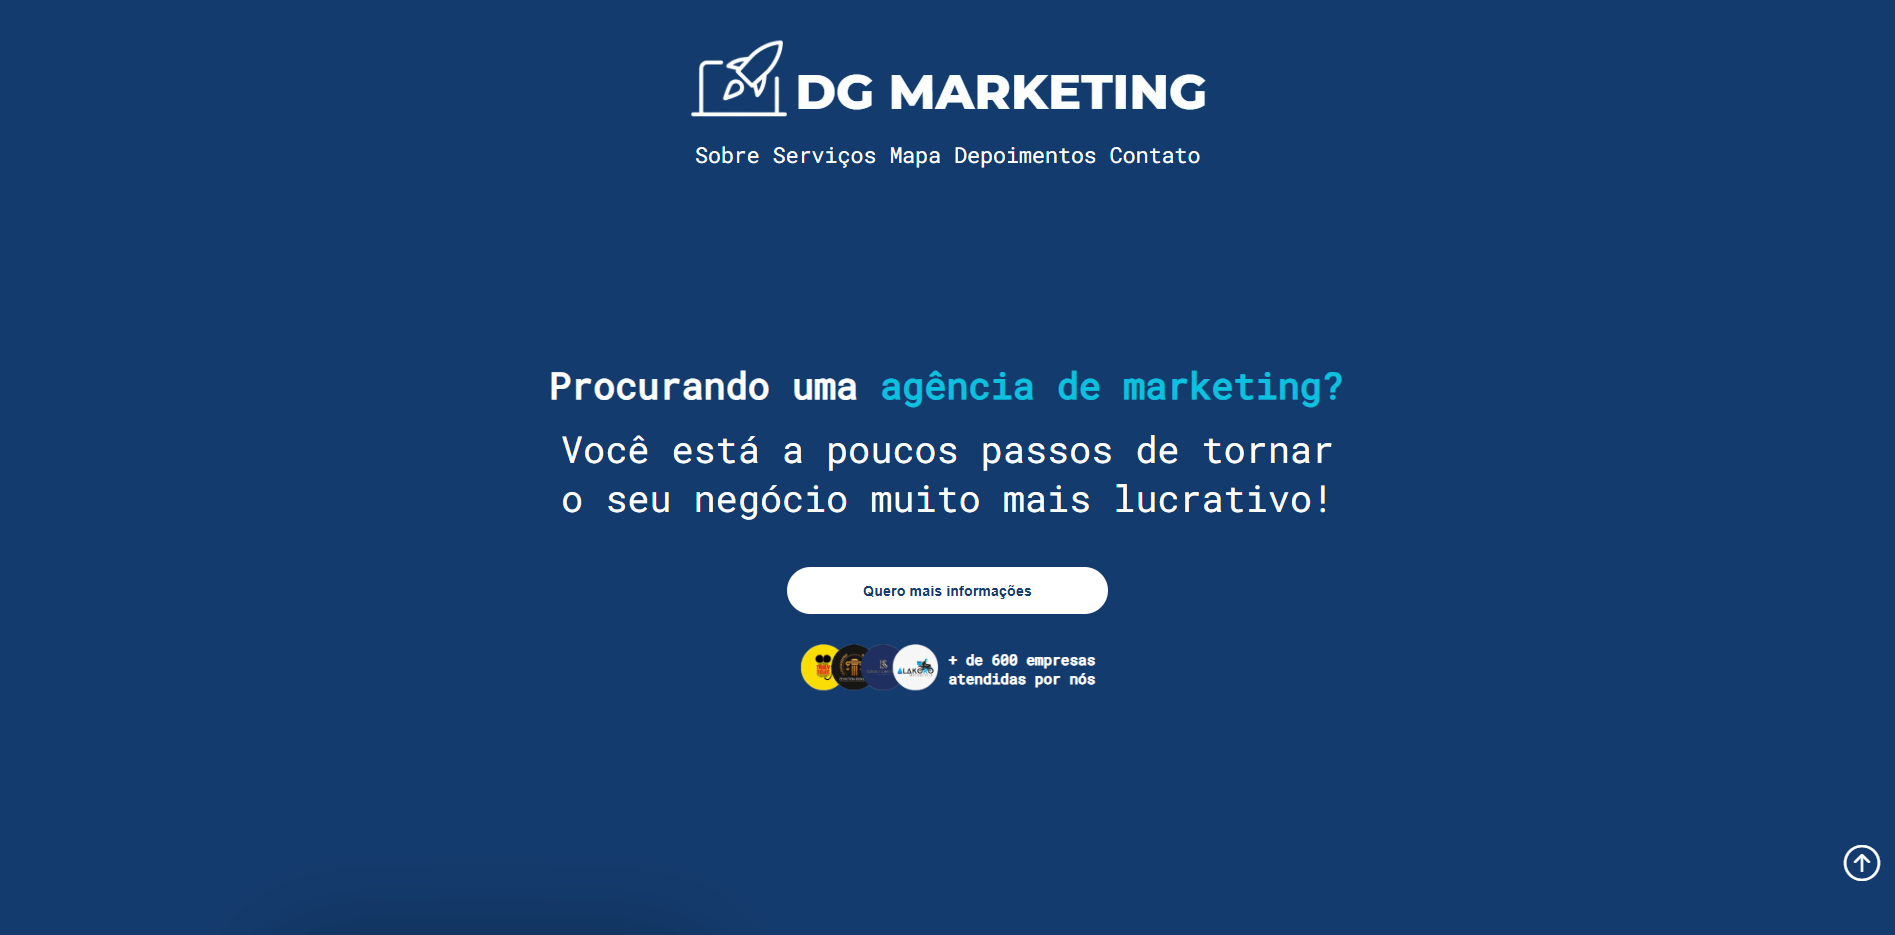 DG MARKETING
Sobre Serviços Mapa Depoimentos Contato
Procurando uma agência de marketing?
Você está a poucos passos de tornar
o seu negócio muito mais lucrativo!
Quero mais informações
+ de 600 empresas
atendidas por nós